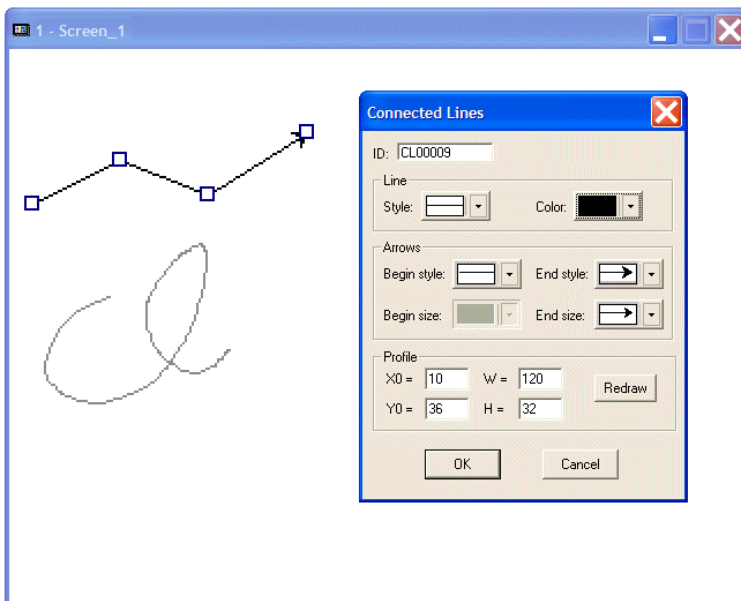 1 - Screen_1
Connected Lines
ID: CL00009
Line
Style: Color:
Arrows
Begin style: End style:
Begin size: End size:
Profile
X0 = 10 W = 120
Y0 = 36 H = 32
Redraw
OK Cancel